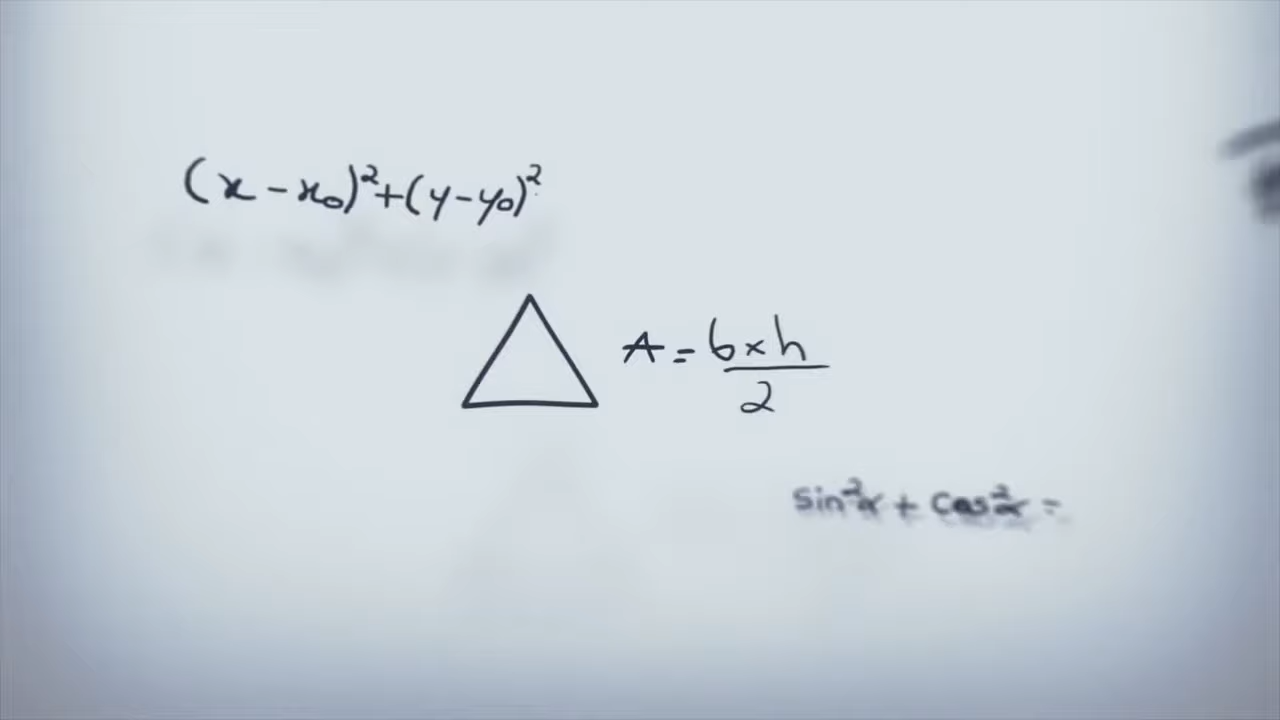 (x - x₀)² + (y - y₀)²
A = b × h / 2
sin²α + cos²α =